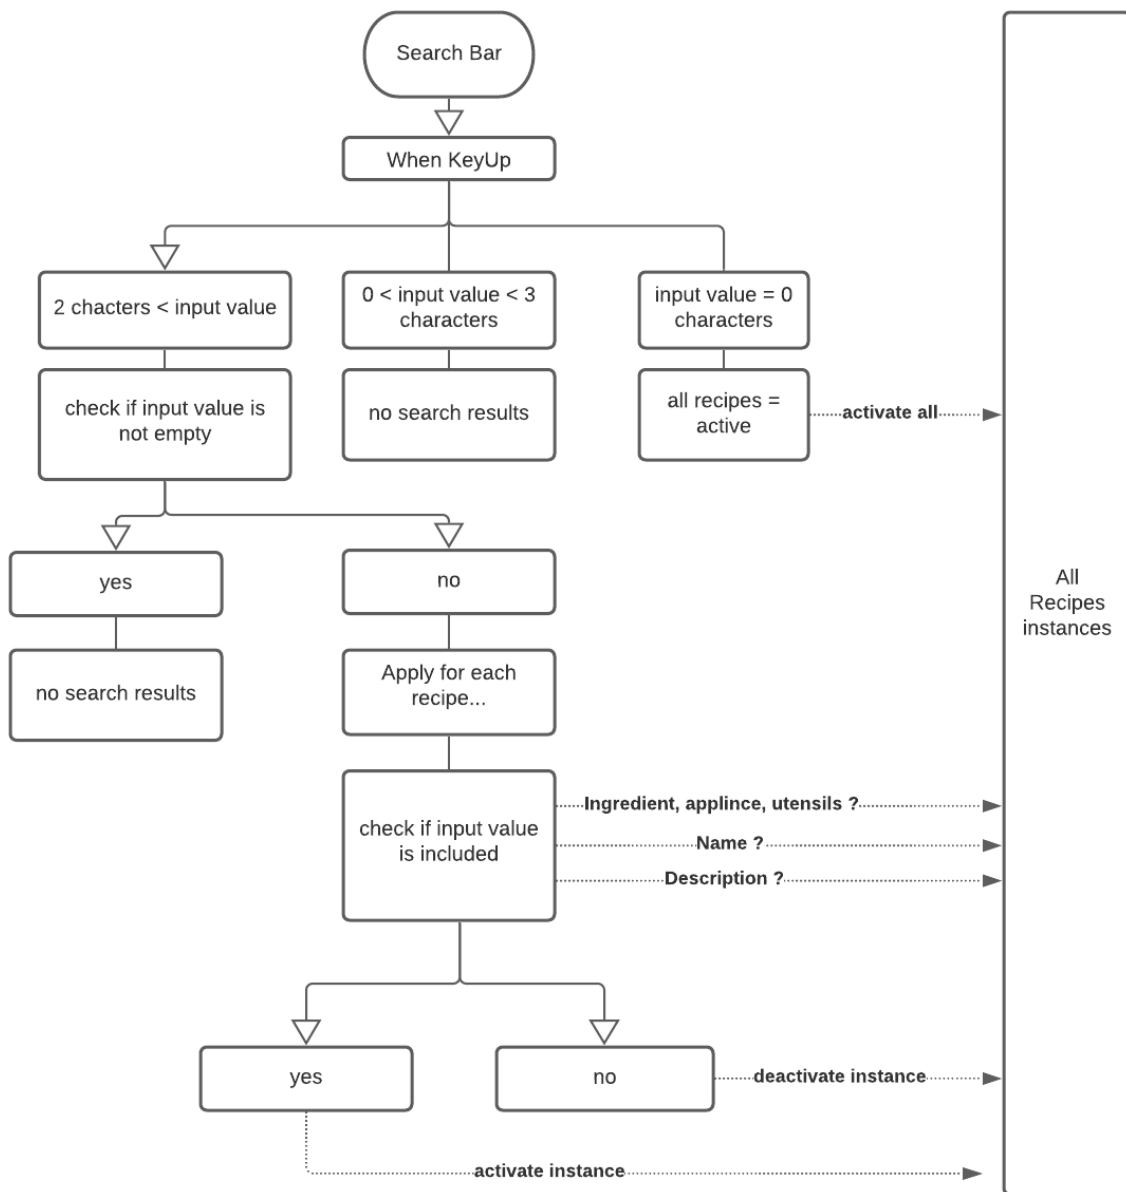 Search Bar
When KeyUp
2 chacters < input value
0 < input value < 3
characters
input value = 0
characters
check if input value is
not empty
no search results
all recipes =
active
activate all
yes
no
All
Recipes
instances
no search results
Apply for each
recipe...
check if input value
is included
Ingredient, applince, utensils ?
Name ?
Description ?
yes
no
deactivate instance
activate instance